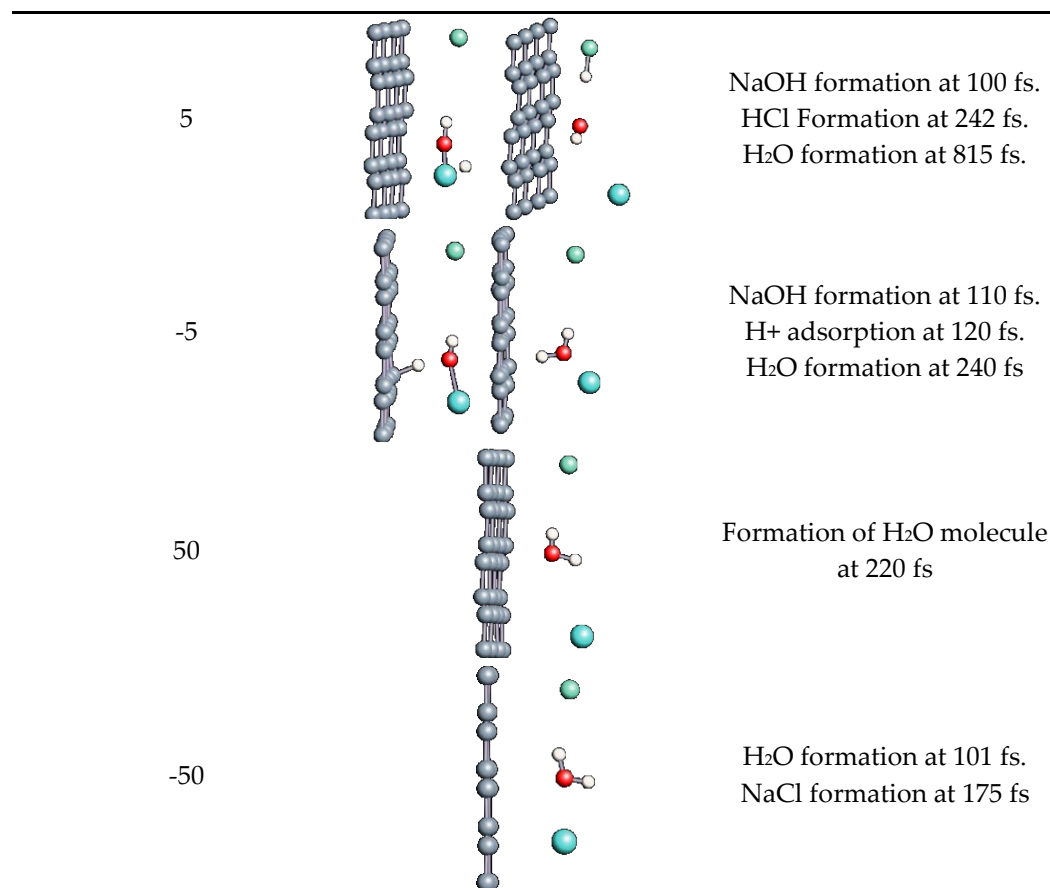 5
NaOH formation at 100 fs.
HCl Formation at 242 fs.
H₂O formation at 815 fs.
-5
NaOH formation at 110 fs.
H+ adsorption at 120 fs.
H₂O formation at 240 fs
50
Formation of H₂O molecule
at 220 fs
-50
H₂O formation at 101 fs.
NaCl formation at 175 fs